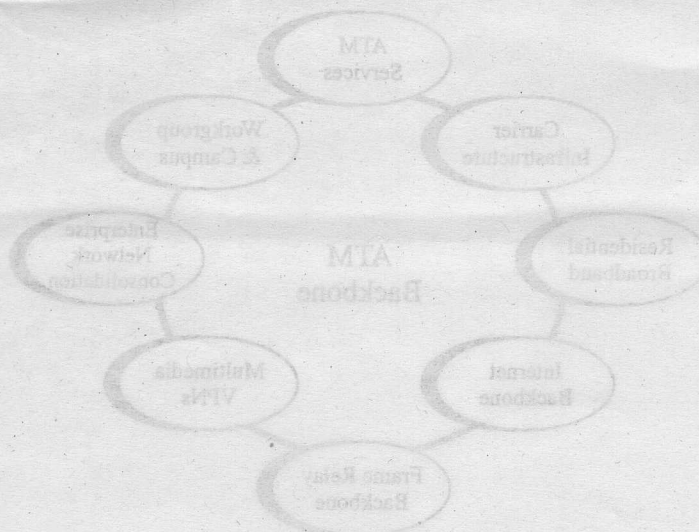 ATM
Services
Workgroup
& Campus
Carrier
Infrastructure
Enterprise
Network
Consolidation
ATM
Backbone
Residential
Broadband
Multimedia
VPNs
Internet
Backbone
Frame Relay
Backbone